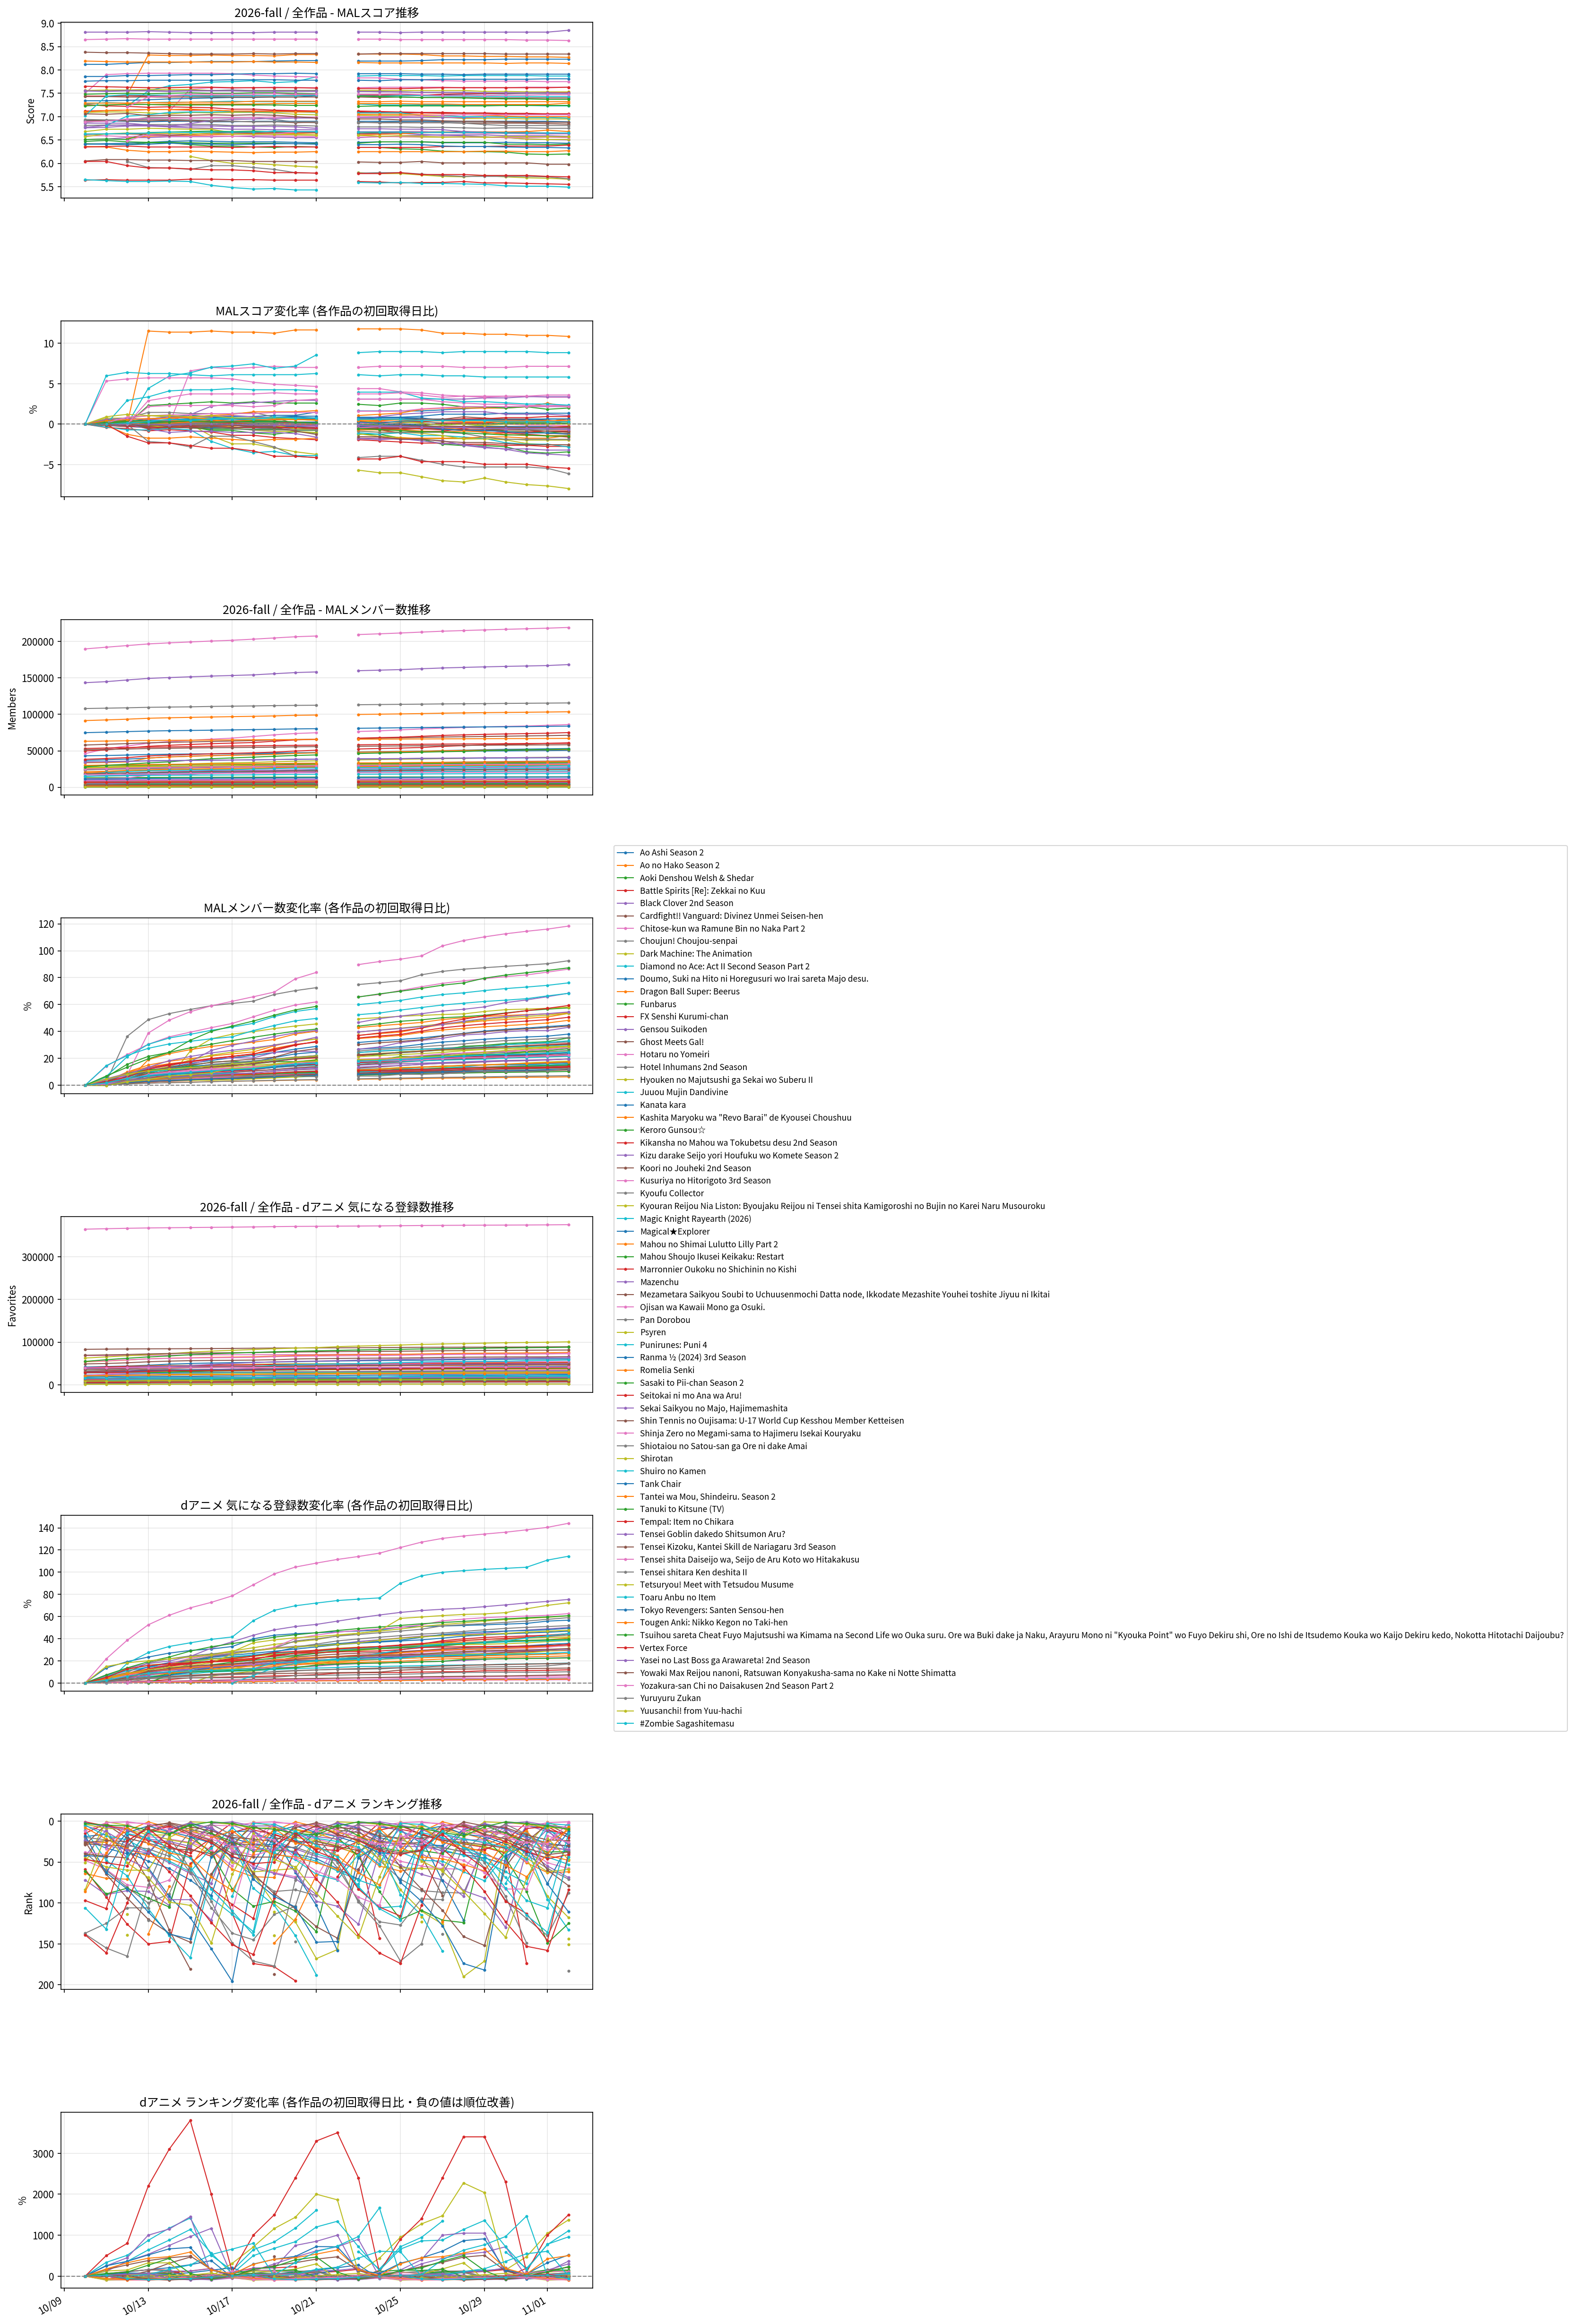 2026-fall / 全作品 - MALスコア推移
9.0
8.5
8.0
7.5
7.0
6.5
6.0
5.5
Score
MALスコア変化率 (各作品の初回取得日比)
10
5
0
−5
%
2026-fall / 全作品 - MALメンバー数推移
200000
150000
100000
50000
0
Members
MALメンバー数変化率 (各作品の初回取得日比)
120
100
80
60
40
20
0
%
2026-fall / 全作品 - dアニメ 気になる登録数推移
300000
200000
100000
0
Favorites
dアニメ 気になる登録数変化率 (各作品の初回取得日比)
140
120
100
80
60
40
20
0
%
2026-fall / 全作品 - dアニメ ランキング推移
0
50
100
150
200
Rank
dアニメ ランキング変化率 (各作品の初回取得日比・負の値は順位改善)
3000
2000
1000
0
%
10/09
10/13
10/17
10/21
10/25
10/29
11/01
Ao Ashi Season 2
Ao no Hako Season 2
Aoki Denshou Welsh & Shedar
Battle Spirits [Re]: Zekkai no Kuu
Black Clover 2nd Season
Cardfight!! Vanguard: Divinez Unmei Seisen-hen
Chitose-kun wa Ramune Bin no Naka Part 2
Choujun! Choujou-senpai
Dark Machine: The Animation
Diamond no Ace: Act II Second Season Part 2
Doumo, Suki na Hito ni Horegusuri wo Irai sareta Majo desu.
Dragon Ball Super: Beerus
Funbarus
FX Senshi Kurumi-chan
Gensou Suikoden
Ghost Meets Gal!
Hotaru no Yomeiri
Hotel Inhumans 2nd Season
Hyouken no Majutsushi ga Sekai wo Suberu II
Juuou Mujin Dandivine
Kanata kara
Kashita Maryoku wa "Revo Barai" de Kyousei Choushuu
Keroro Gunsou☆
Kikansha no Mahou wa Tokubetsu desu 2nd Season
Kizu darake Seijo yori Houfuku wo Komete Season 2
Koori no Jouheki 2nd Season
Kusuriya no Hitorigoto 3rd Season
Kyoufu Collector
Kyouran Reijou Nia Liston: Byoujaku Reijou ni Tensei shita Kamigoroshi no Bujin no Karei Naru Musouroku
Magic Knight Rayearth (2026)
Magical★Explorer
Mahou no Shimai Lulutto Lilly Part 2
Mahou Shoujo Ikusei Keikaku: Restart
Marronnier Oukoku no Shichinin no Kishi
Mazenchu
Mezametara Saikyou Soubi to Uchuusenmochi Datta node, Ikkodate Mezashite Youhei toshite Jiyuu ni Ikitai
Ojisan wa Kawaii Mono ga Osuki.
Pan Dorobou
Psyren
Punirunes: Puni 4
Ranma ½ (2024) 3rd Season
Romelia Senki
Sasaki to Pii-chan Season 2
Seitokai ni mo Ana wa Aru!
Sekai Saikyou no Majo, Hajimemashita
Shin Tennis no Oujisama: U-17 World Cup Kesshou Member Ketteisen
Shinja Zero no Megami-sama to Hajimeru Isekai Kouryaku
Shiotaiou no Satou-san ga Ore ni dake Amai
Shirotan
Shuiro no Kamen
Tank Chair
Tantei wa Mou, Shindeiru. Season 2
Tanuki to Kitsune (TV)
Tempal: Item no Chikara
Tensei Goblin dakedo Shitsumon Aru?
Tensei Kizoku, Kantei Skill de Nariagaru 3rd Season
Tensei shita Daiseijo wa, Seijo de Aru Koto wo Hitakakusu
Tensei shitara Ken deshita II
Tetsuryou! Meet with Tetsudou Musume
Toaru Anbu no Item
Tokyo Revengers: Santen Sensou-hen
Tougen Anki: Nikko Kegon no Taki-hen
Tsuihou sareta Cheat Fuyo Majutsushi wa Kimama na Second Life wo Ouka suru. Ore wa Buki dake ja Naku, Arayuru Mono ni "Kyouka Point" wo Fuyo Dekiru shi, Ore no Ishi de Itsudemo Kouka wo Kaijo Dekiru kedo, Nokotta Hitotachi Daijoubu?
Vertex Force
Yasei no Last Boss ga Arawareta! 2nd Season
Yowaki Max Reijou nanoni, Ratsuwan Konyakusha-sama no Kake ni Notte Shimatta
Yozakura-san Chi no Daisakusen 2nd Season Part 2
Yuruyuru Zukan
Yuusanchi! from Yuu-hachi
#Zombie Sagashitemasu